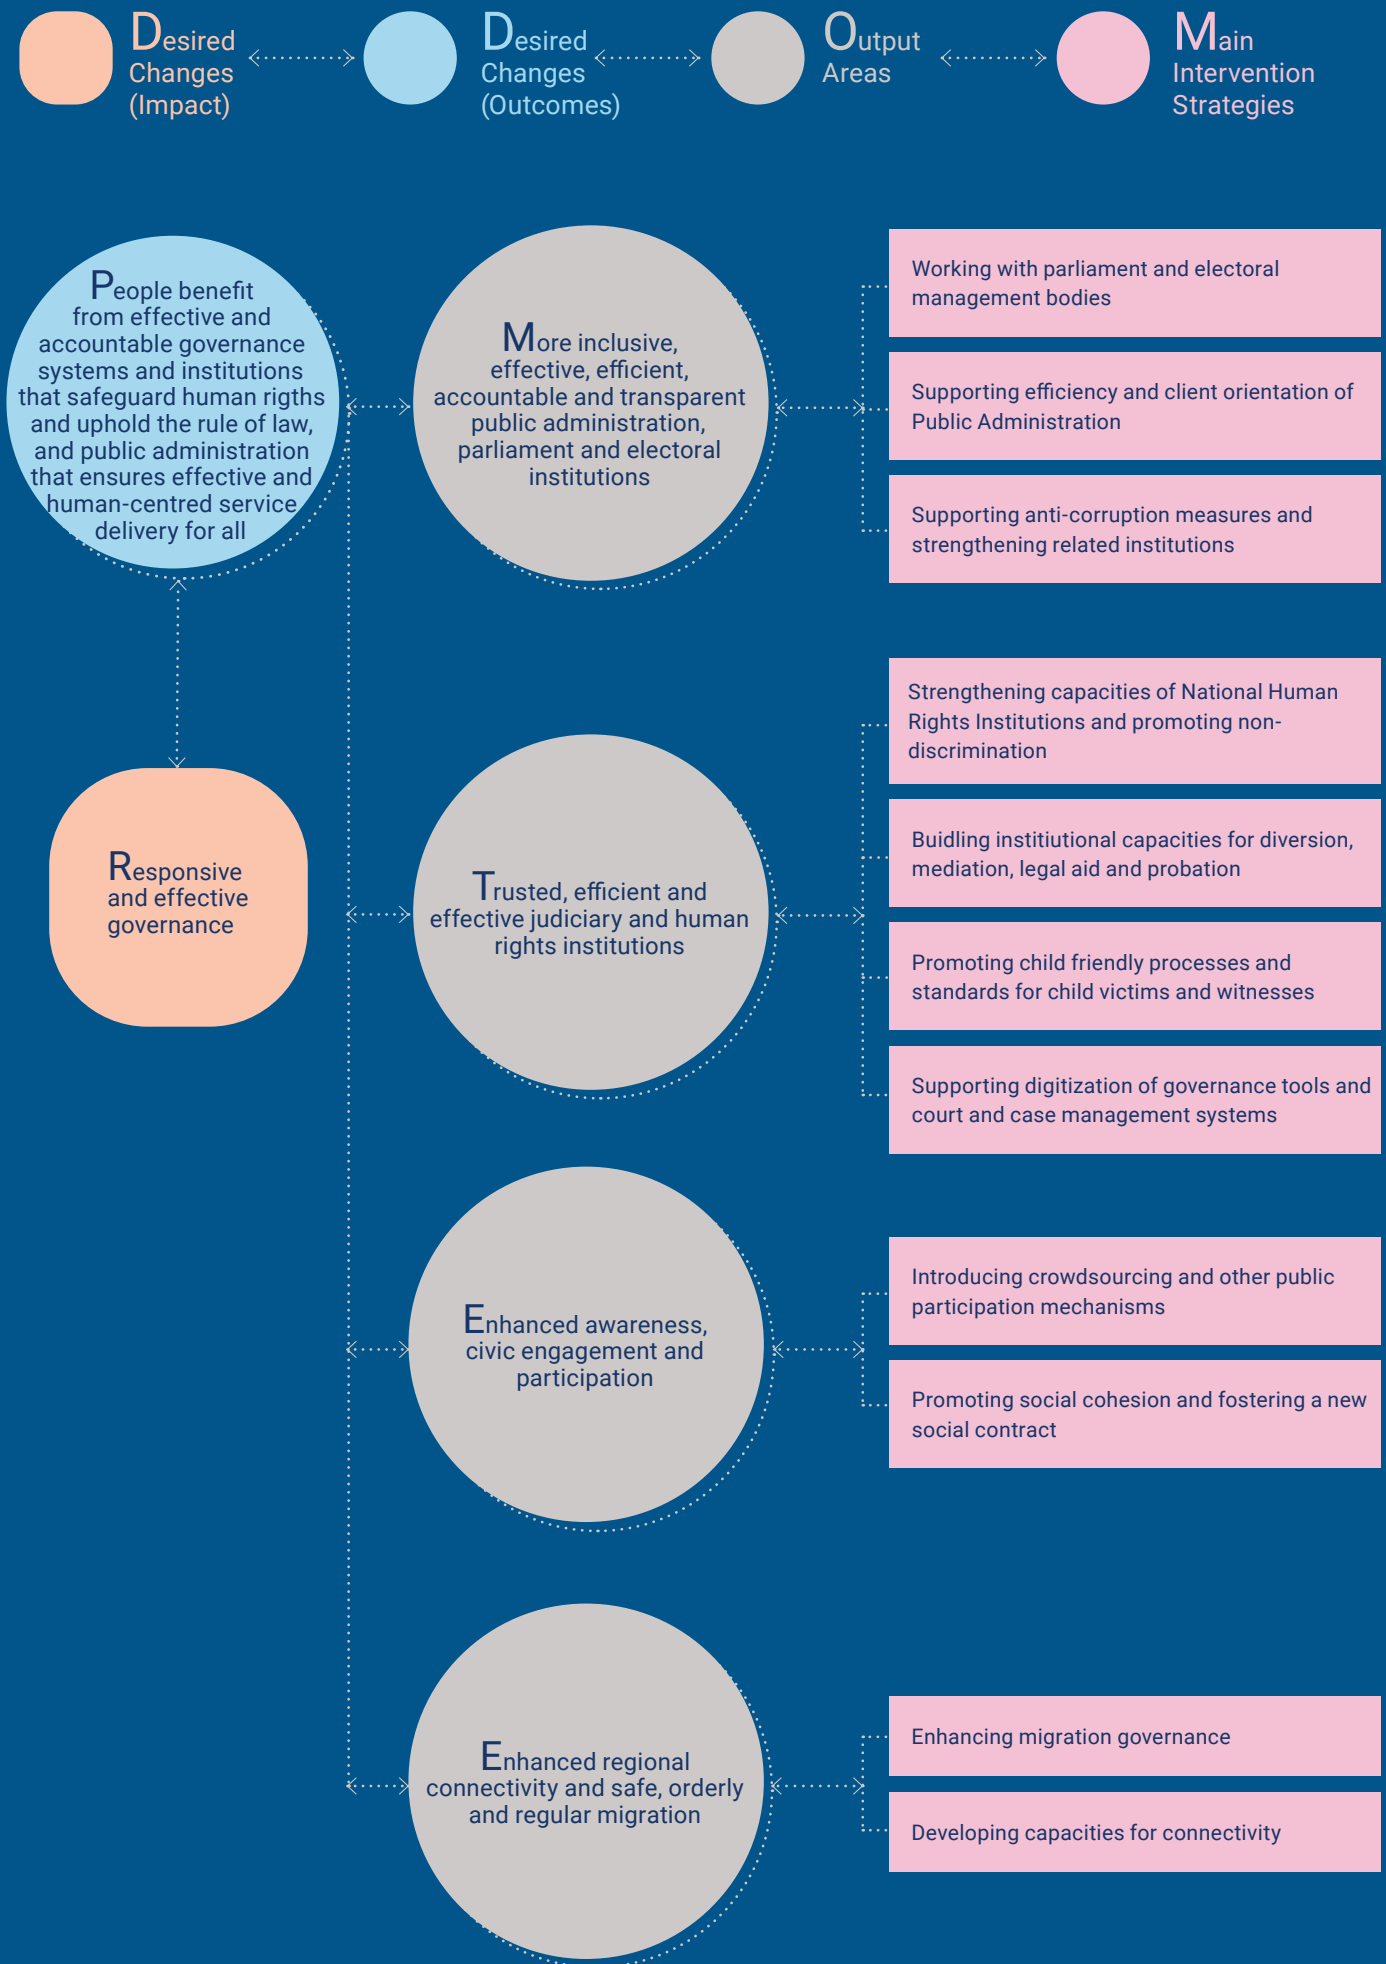 Desired
Changes
(Impact)
Desired
Changes
(Outcomes)
Output
Areas
Main
Intervention
Strategies
People benefit
from effective and
accountable governance
systems and institutions
that safeguard human rigths
and uphold the rule of law,
and public administration
that ensures effective and
human-centred service
delivery for all
Responsive
and effective
governance
More inclusive,
effective, efficient,
accountable and transparent
public administration,
parliament and electoral
institutions
Working with parliament and electoral
management bodies
Supporting efficiency and client orientation of
Public Administration
Supporting anti-corruption measures and
strengthening related institutions
Trusted, efficient and
effective judiciary and human
rights institutions
Strengthening capacities of National Human
Rights Institutions and promoting non-
discrimination
Buidling institiutional capacities for diversion,
mediation, legal aid and probation
Promoting child friendly processes and
standards for child victims and witnesses
Supporting digitization of governance tools and
court and case management systems
Enhanced awareness,
civic engagement and
participation
Introducing crowdsourcing and other public
participation mechanisms
Promoting social cohesion and fostering a new
social contract
Enhanced regional
connectivity and safe, orderly
and regular migration
Enhancing migration governance
Developing capacities for connectivity